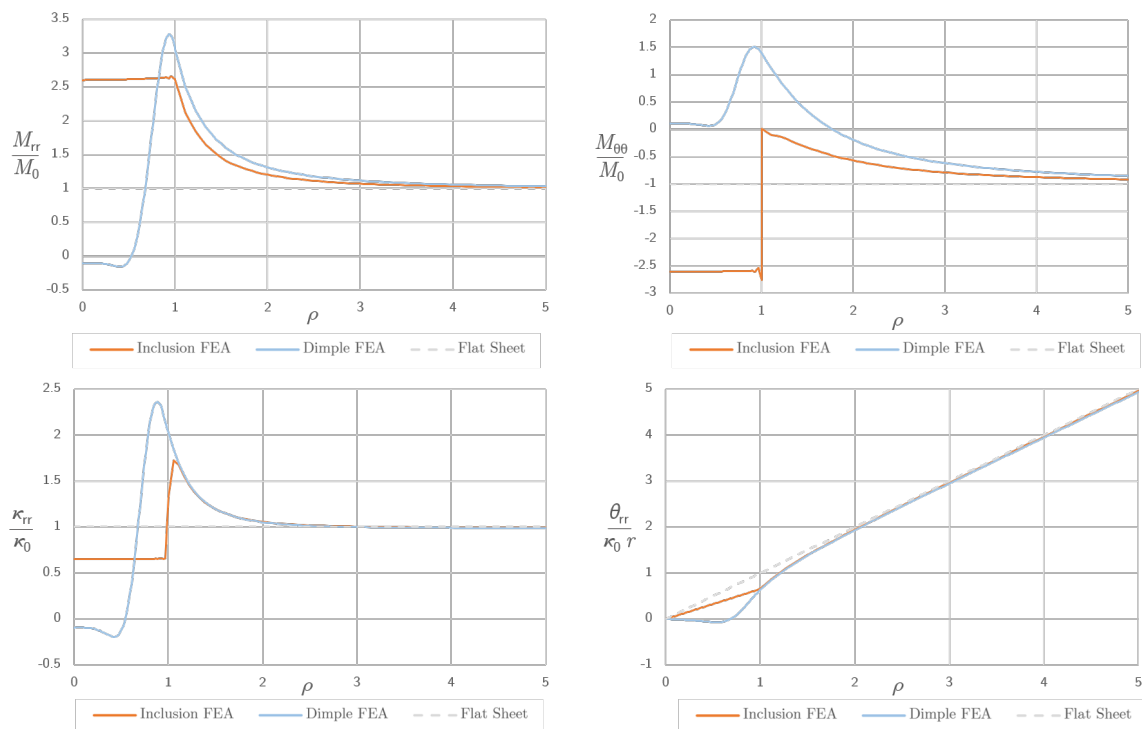 3.5
3
2.5
2
1.5
1
0.5
0
-0.5
M_rr
M_0
0 1 2 3 4 5
ρ
Inclusion FEA Dimple FEA Flat Sheet
2
1.5
1
0.5
0
-0.5
-1
-1.5
-2
-2.5
-3
M_θθ
M_0
0 1 2 3 4 5
ρ
Inclusion FEA Dimple FEA Flat Sheet
2.5
2
1.5
1
0.5
0
-0.5
κ_rr
κ_0
0 1 2 3 4 5
ρ
Inclusion FEA Dimple FEA Flat Sheet
5
4
3
2
1
0
-1
θ_rr
κ_0 r
0 1 2 3 4 5
ρ
Inclusion FEA Dimple FEA Flat Sheet